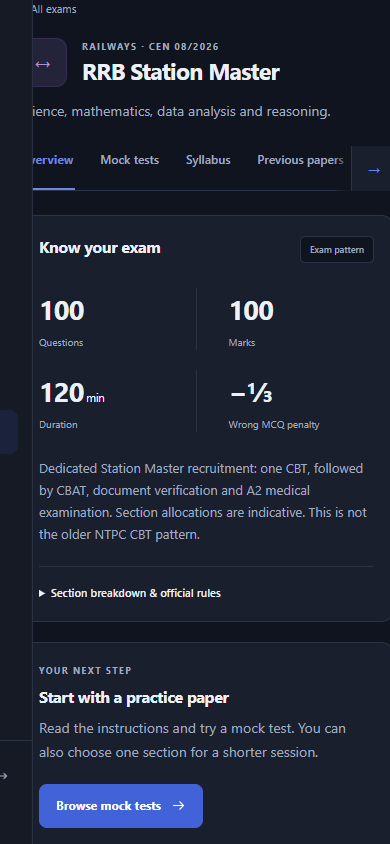 All exams
RAILWAYS · CEN 08/2026
RRB Station Master
mathematics, data analysis and reasoning.
Mock tests Syllabus Previous papers →
Know your exam
Exam pattern
100
Questions
100
Marks
120 min
Duration
−⅓
Wrong MCQ penalty
Dedicated Station Master recruitment: one CBT, followed
by CBAT, document verification and A2 medical
examination. Section allocations are indicative. This is not
the older NTPC CBT pattern.
▶ Section breakdown & official rules
YOUR NEXT STEP
Start with a practice paper
Read the instructions and try a mock test. You can
also choose one section for a shorter session.
Browse mock tests →